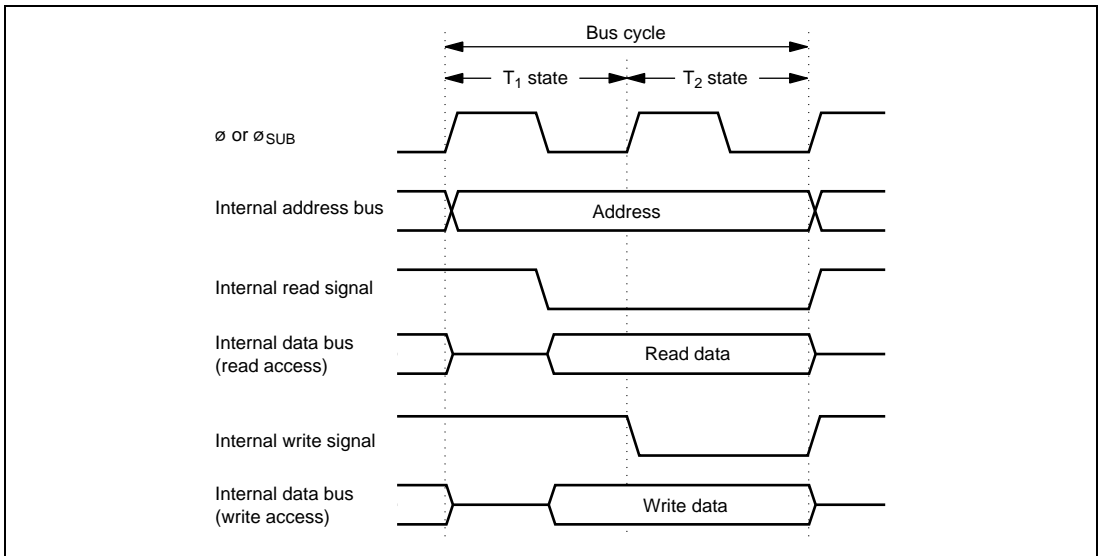 Bus cycle
T₁ state
T₂ state
ø or øSUB
Internal address bus
Address
Internal read signal
Internal data bus
(read access)
Read data
Internal write signal
Internal data bus
(write access)
Write data